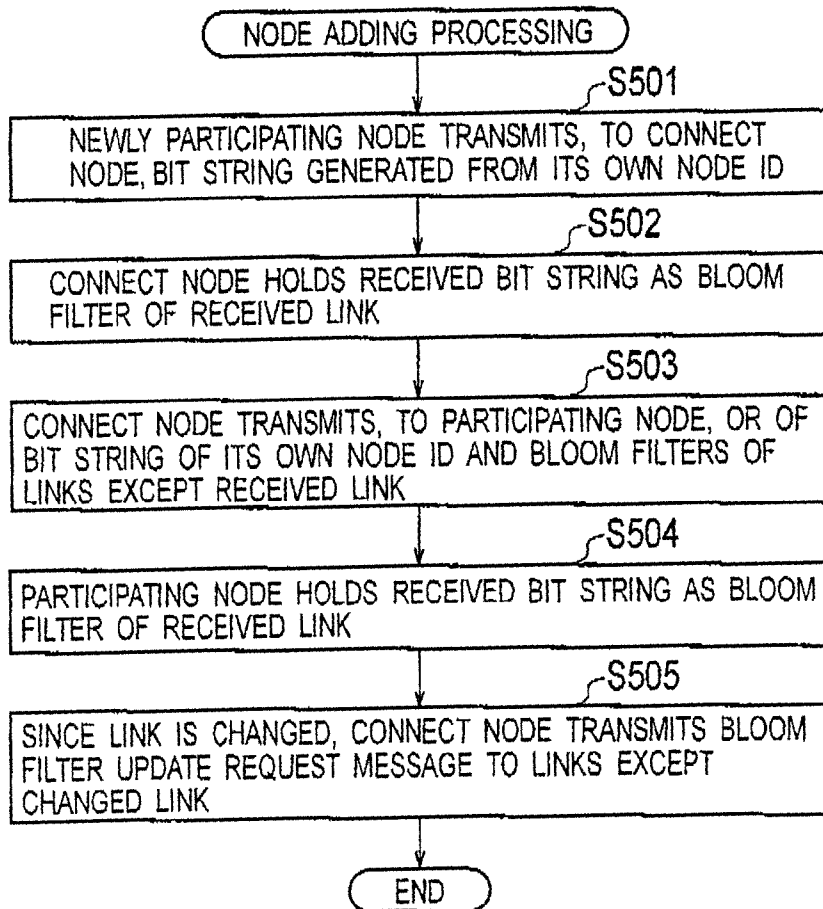 NODE ADDING PROCESSING
S501
NEWLY PARTICIPATING NODE TRANSMITS, TO CONNECT
NODE, BIT STRING GENERATED FROM ITS OWN NODE ID
S502
CONNECT NODE HOLDS RECEIVED BIT STRING AS BLOOM
FILTER OF RECEIVED LINK
S503
CONNECT NODE TRANSMITS, TO PARTICIPATING NODE, OR OF
BIT STRING OF ITS OWN NODE ID AND BLOOM FILTERS OF
LINKS EXCEPT RECEIVED LINK
S504
PARTICIPATING NODE HOLDS RECEIVED BIT STRING AS BLOOM
FILTER OF RECEIVED LINK
S505
SINCE LINK IS CHANGED, CONNECT NODE TRANSMITS BLOOM
FILTER UPDATE REQUEST MESSAGE TO LINKS EXCEPT
CHANGED LINK
END